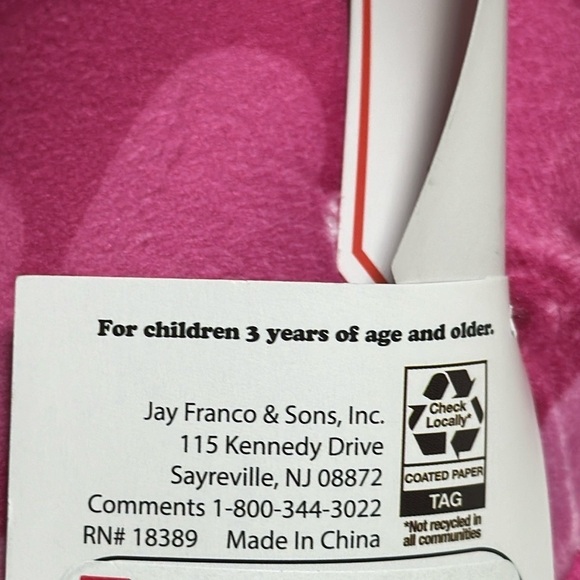 For children 3 years of age and older.
Jay Franco & Sons, Inc.
115 Kennedy Drive
Sayreville, NJ 08872
Comments 1-800-344-3022
RN# 18389 Made In China
Check
Locally*
COATED PAPER
TAG
*Not recycled in
all communities